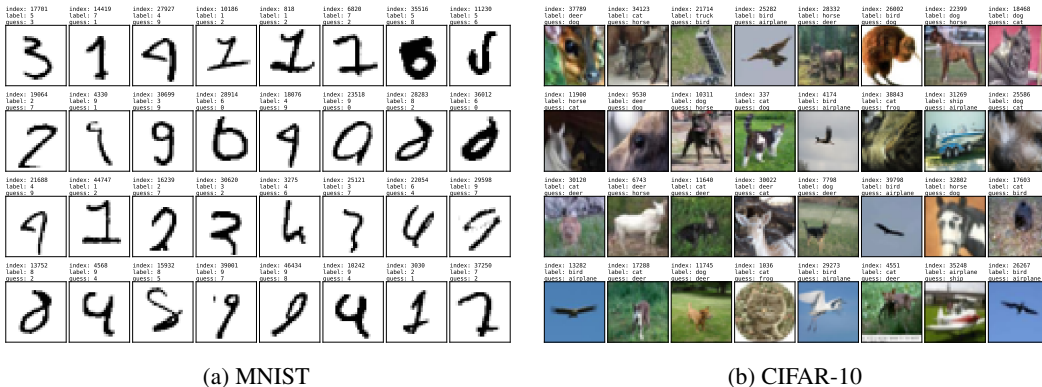 index: 17701 index: 14419 index: 27927 index: 10186 index: 818 index: 6820 index: 35516 index: 11230
label: 5 label: 7 label: 4 label: 1 label: 1 label: 7 label: 5 label: 5
guess: 3 guess: 1 guess: 9 guess: 2 guess: 2 guess: 2 guess: 8 guess: 6
index: 19064 index: 4330 index: 30699 index: 28914 index: 18076 index: 23518 index: 28283 index: 36012
label: 2 label: 9 label: 3 label: 6 label: 4 label: 9 label: 8 label: 6
guess: 7 guess: 1 guess: 9 guess: 0 guess: 9 guess: 0 guess: 2 guess:
index: 21688 index: 44747 index: 16239 index: 30620 index: 3275 index: 25121 index: 22054 index: 29598
label: 4 label: 1 label: 2 label: 3 label: 4 label: 3 label: 6 label: 9
guess: 9 guess: 2 guess: 7 guess: 2 guess: 6 guess: 7 guess: 4 guess: 7
index: 13752 index: 4568 index: 15932 index: 39001 index: 46434 index: 10242 index: 3030 index: 37250
label: 8 label: 9 label: 8 label: label: label: 9 label: 2 label: 7
guess: 2 guess: 4 guess: 5 guess: guess: guess: 4 guess: 1 guess: 2
(a) MNIST
index: 37789 index: 34123 index: 21714 index: 25282 index: 28332 index: 26002 index: 22399 index: 18468
label: deer label: cat label: truck label: bird label: horse label: bird label: dog label: dog
guess: dog guess: horse guess: bird guess: airplane guess: deer guess: dog guess: horse guess: cat
index: 11900 index: 9530 index: 10311 index: 337 index: 4174 index: 38843 index: 31269 index: 25586
label: horse label: deer label: dog label: cat label: bird label: cat label: ship label: dog
guess: cat guess: dog guess: horse guess: dog guess: airplane guess: frog guess: airplane guess: cat
index: 30120 index: 6743 index: 11640 index: 30022 index: 7798 index: 39798 index: 32802 index: 17603
label: cat label: horse label: cat label: deer label: dog label: bird label: horse label: cat
guess: deer guess: deer guess: dog guess: cat guess: deer guess: airplane guess: dog guess: bird
index: 13282 index: 17288 index: 11745 index: 1036 index: 29273 index: 4551 index: 35248 index: 26267
label: bird label: cat label: dog label: cat label: bird label: cat label: airplane label: bird
guess: airplane guess: deer guess: deer guess: frog guess: airplane guess: deer guess: ship guess: airplane
(b) CIFAR-10